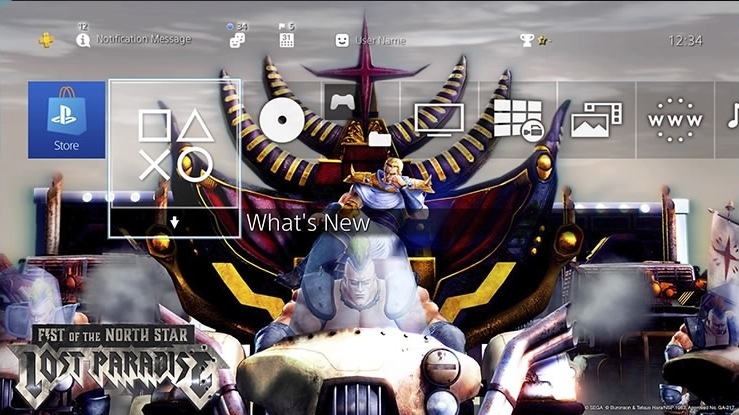 12
34
5
Notification Message
31
User Name
12:34
Store
www
What's New
FIST OF THE NORTH STAR
LOST PARADISE
© SEGA © Buronson & Tetsuo Hara/NSP 1983, Approved No. GA-217